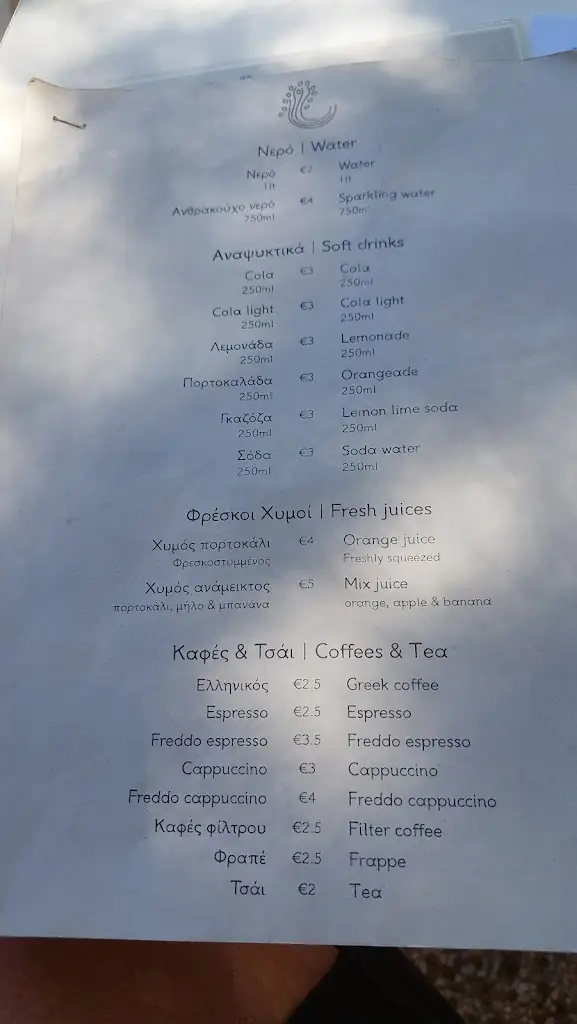 Νερό | Water
Νερό €2 Water
1lt 1lt
Ανθρακούχο νερό €4 Sparkling water
750ml 750ml
Αναψυκτικά | Soft drinks
Cola €3 Cola
250ml 250ml
Cola light €3 Cola light
250ml 250ml
Λεμονάδα €3 Lemonade
250ml 250ml
Πορτοκαλάδα €3 Orangeade
250ml 250ml
Γκαζόζα €3 Lemon lime soda
250ml 250ml
Σόδα €3 Soda water
250ml 250ml
Φρέσκοι Χυμοί | Fresh juices
Χυμός πορτοκάλι €4 Orange juice
Φρεσκοστυμμένος Freshly squeezed
Χυμός ανάμεικτος €5 Mix juice
πορτοκάλι, μήλο & μπανάνα orange, apple & banana
Καφές & Τσάι | Coffees & Tea
Ελληνικός €2.5 Greek coffee
Espresso €2.5 Espresso
Freddo espresso €3.5 Freddo espresso
Cappuccino €3 Cappuccino
Freddo cappuccino €4 Freddo cappuccino
Καφές φίλτρου €2.5 Filter coffee
Φραπέ €2.5 Frappe
Τσάι €2 Tea